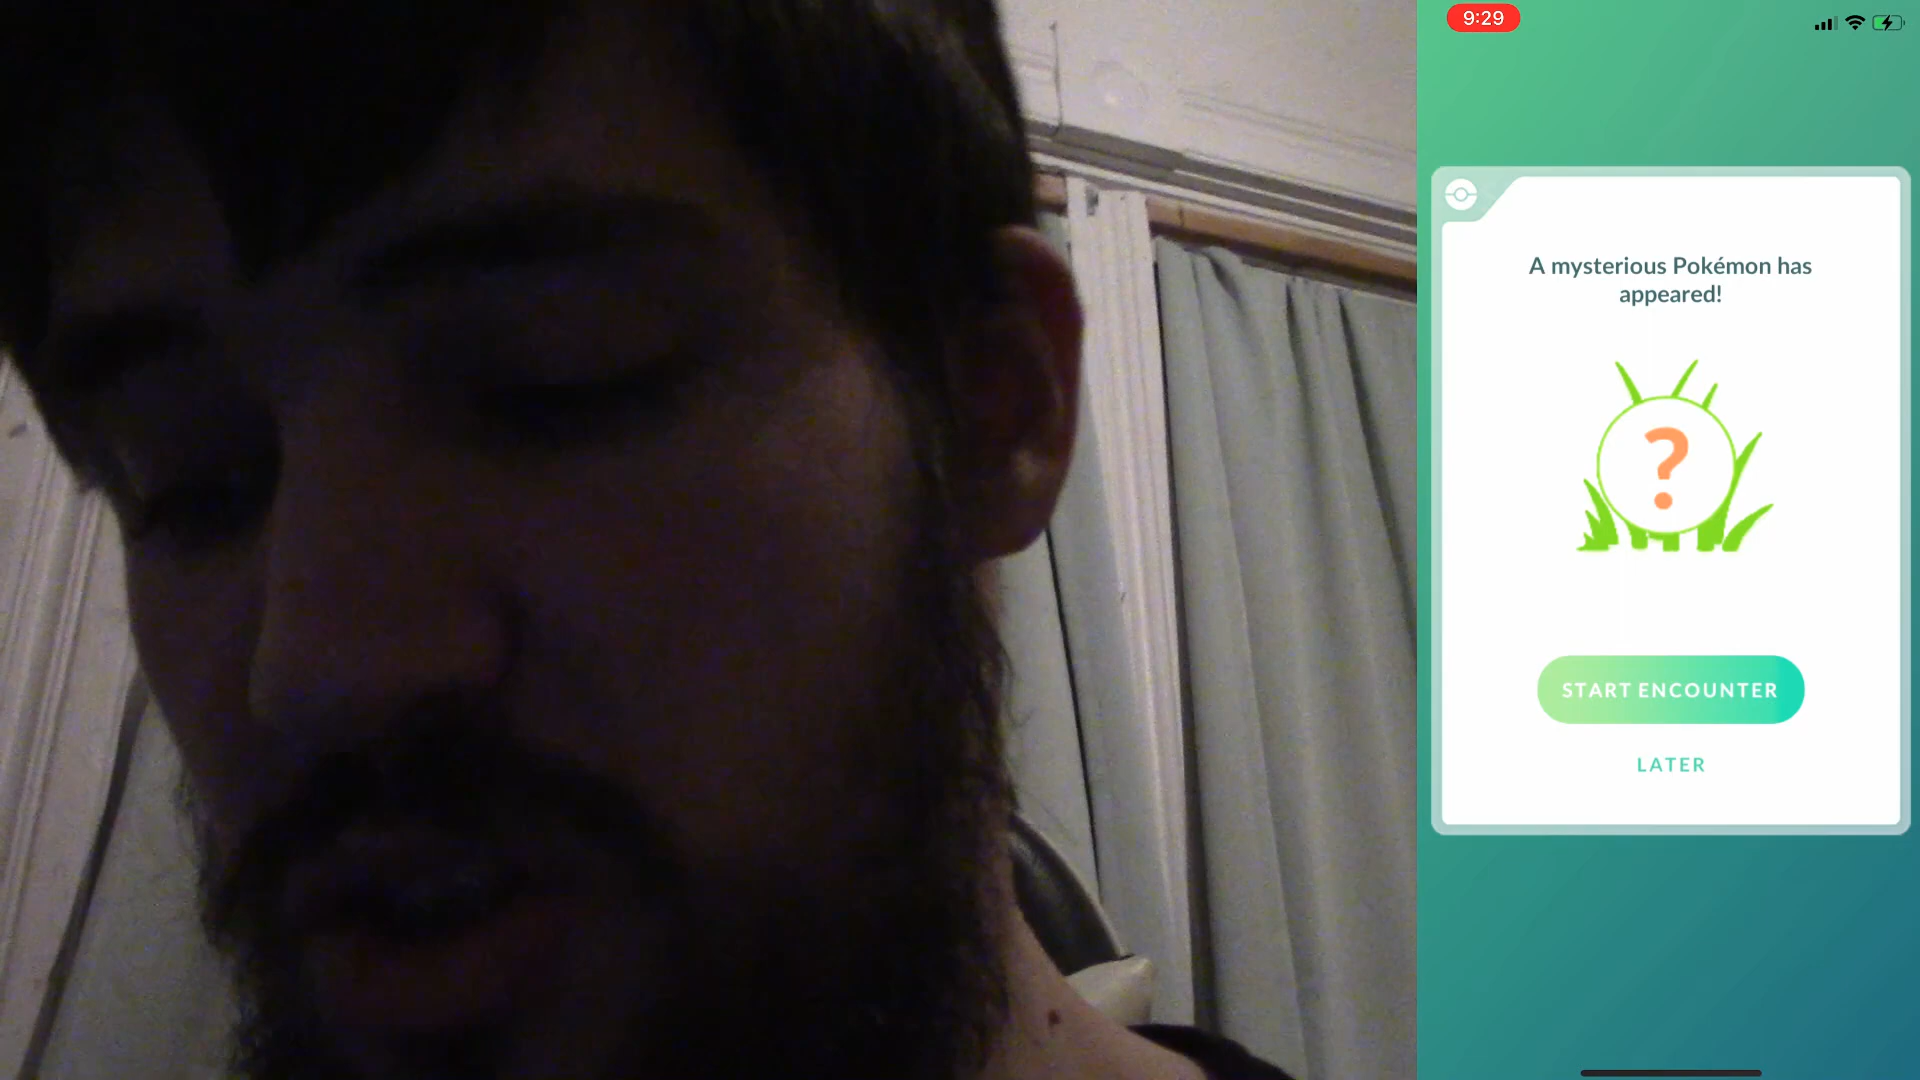 9:29
A mysterious Pokémon has
appeared!
?
START ENCOUNTER
LATER